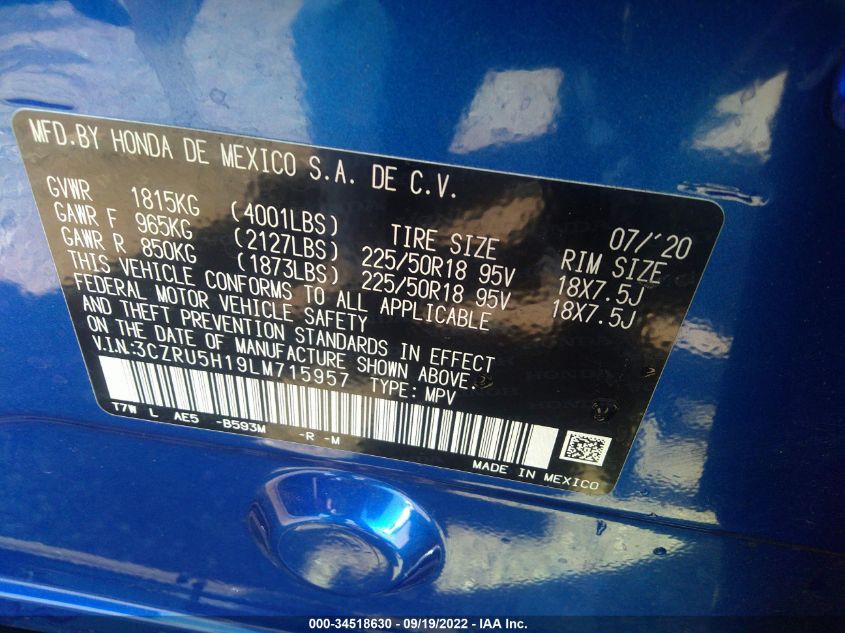 MFD.BY HONDA DE MEXICO S.A. DE C.V.
07/'20
GVWR 1815KG (4001LBS) TIRE SIZE RIM SIZE
GAWR F 965KG (2127LBS) 225/50R18 95V 18X7.5J
GAWR R 850KG (1873LBS) 225/50R18 95V 18X7.5J
THIS VEHICLE CONFORMS TO ALL APPLICABLE
FEDERAL MOTOR VEHICLE SAFETY
AND THEFT PREVENTION STANDARDS IN EFFECT
ON THE DATE OF MANUFACTURE SHOWN ABOVE.
V.I.N:3CZRU5H19LM715957 TYPE: MPV
T7W L AE5 -B593M -R -M
MADE IN MEXICO
000-34518630 - 09/19/2022 - IAA Inc.